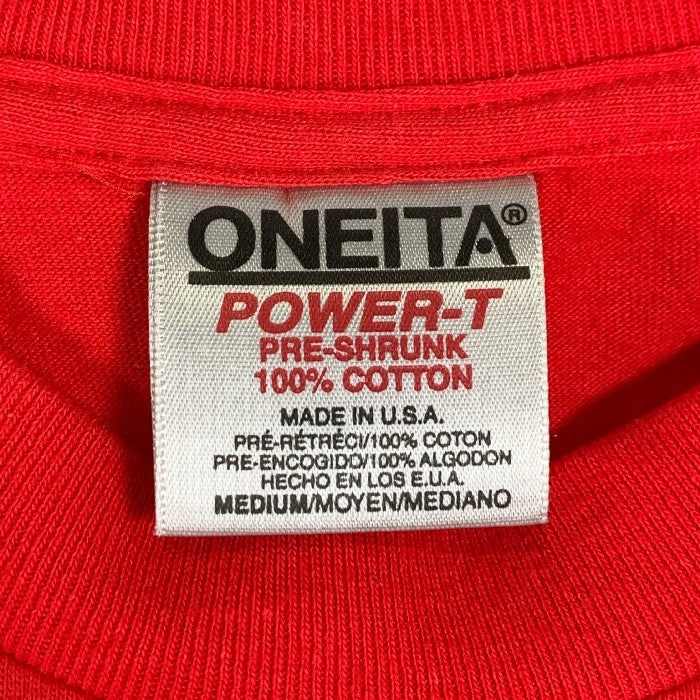 ONEITA®
POWER-T
PRE-SHRUNK
100% COTTON
MADE IN U.S.A.
PRÉ-RÉTRÉCI/100% COTON
PRE-ENCOGIDO/100% ALGODON
HECHO EN LOS E.U.A.
MEDIUM/MOYEN/MEDIANO